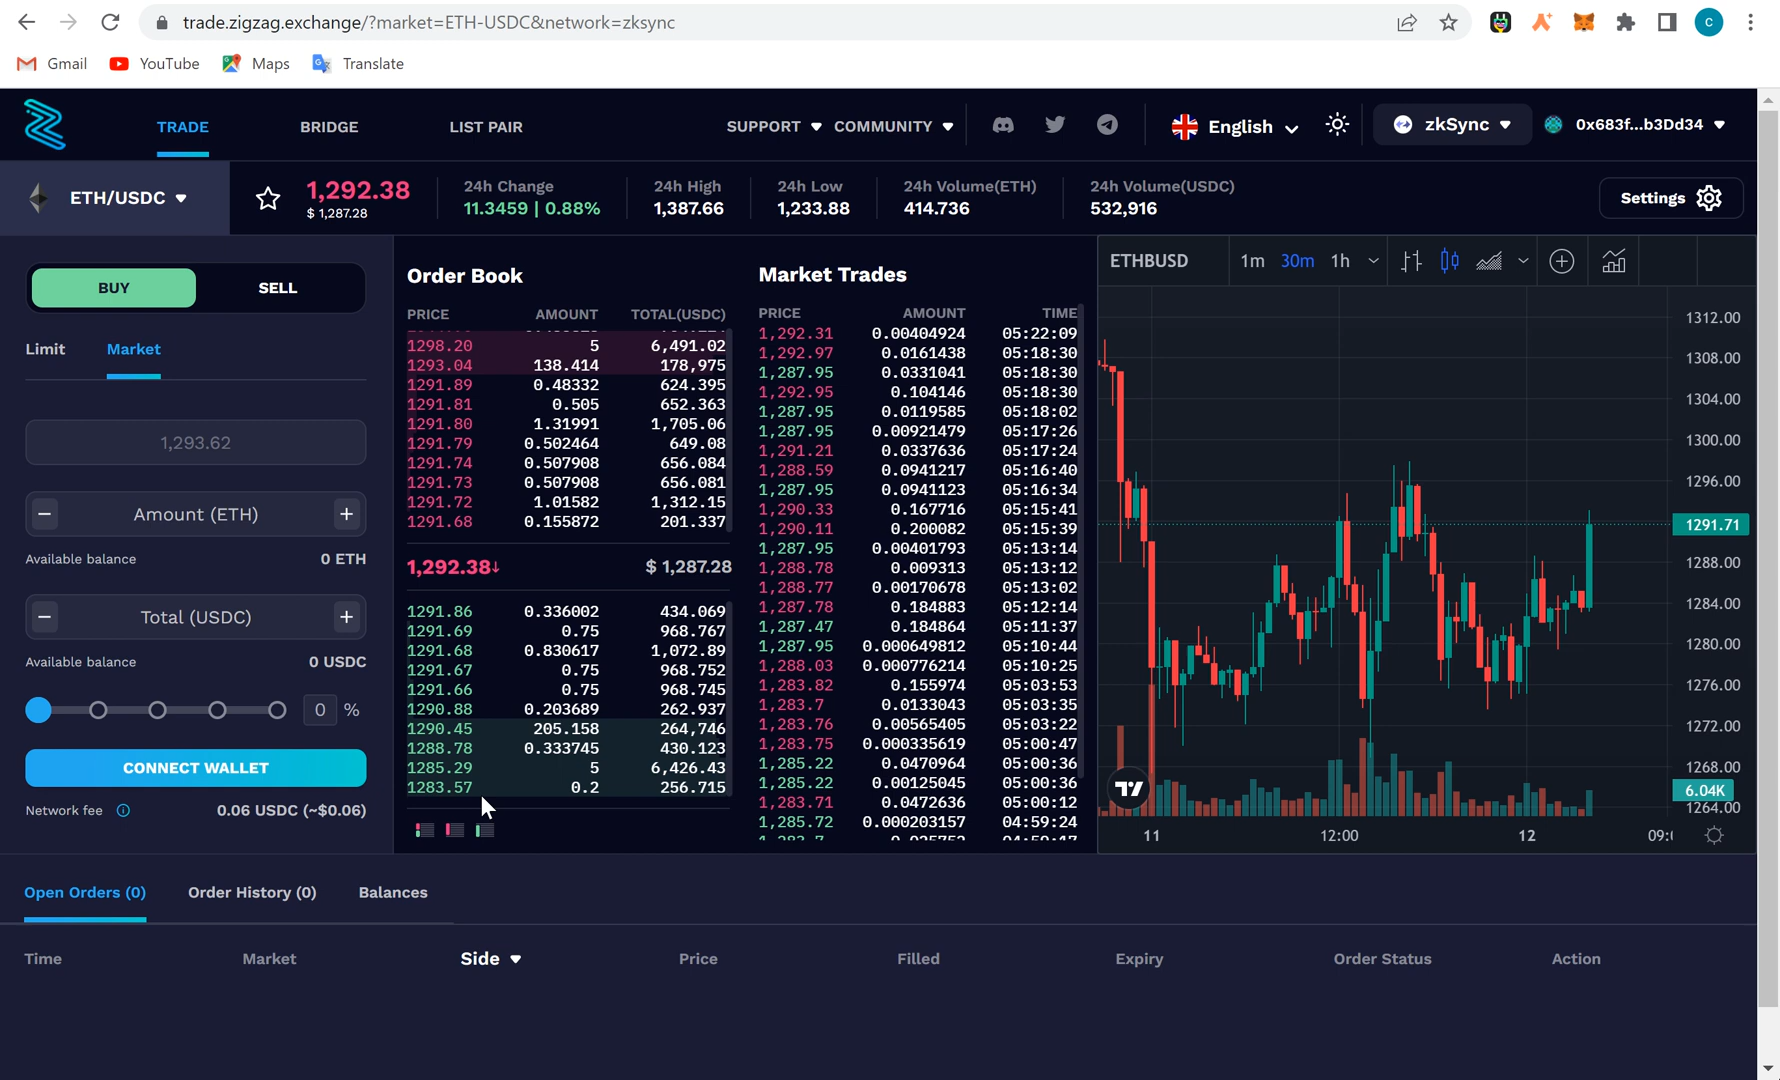 trade.zigzag.exchange/?market=ETH-USDC&network=zksync
C
Gmail YouTube Maps Translate
TRADE BRIDGE LIST PAIR SUPPORT COMMUNITY English zkSync 0x683f...b3Dd34
ETH/USDC 1,292.38 24h Change 24h High 24h Low 24h Volume(ETH) 24h Volume(USDC) Settings
$ 1,287.28 11.3459 | 0.88% 1,387.66 1,233.88 414.736 532,916
BUY SELL
Limit Market
1,293.62
− Amount (ETH) +
Available balance 0 ETH
− Total (USDC) +
Available balance 0 USDC
0 %
CONNECT WALLET
Network fee 0.06 USDC (~$0.06)
Order Book
PRICE AMOUNT TOTAL(USDC)
1298.20 5 6,491.02
1293.04 138.414 178,975
1291.89 0.48332 624.395
1291.81 0.505 652.363
1291.80 1.31991 1,705.06
1291.79 0.502464 649.08
1291.74 0.507908 656.084
1291.73 0.507908 656.081
1291.72 1.01582 1,312.15
1291.68 0.155872 201.337
1,292.38↓ $ 1,287.28
1291.86 0.336002 434.069
1291.69 0.75 968.767
1291.68 0.830617 1,072.89
1291.67 0.75 968.752
1291.66 0.75 968.745
1290.88 0.203689 262.937
1290.45 205.158 264,746
1288.78 0.333745 430.123
1285.29 5 6,426.43
1283.57 0.2 256.715
Market Trades
PRICE AMOUNT TIME
1,292.31 0.00404924 05:22:09
1,292.97 0.0161438 05:18:30
1,287.95 0.0331041 05:18:30
1,292.95 0.104146 05:18:30
1,287.95 0.0119585 05:18:02
1,287.95 0.00921479 05:17:26
1,291.21 0.0337636 05:17:24
1,288.59 0.0941217 05:16:40
1,287.95 0.0941123 05:16:34
1,290.33 0.167716 05:15:41
1,290.11 0.200082 05:15:39
1,287.95 0.00401793 05:13:14
1,288.78 0.009313 05:13:12
1,288.77 0.00170678 05:13:02
1,287.78 0.184883 05:12:14
1,287.47 0.184864 05:11:37
1,287.95 0.000649812 05:10:44
1,288.03 0.000776214 05:10:25
1,283.82 0.155974 05:03:53
1,283.7 0.0133043 05:03:35
1,283.76 0.00565405 05:03:22
1,283.75 0.000335619 05:00:47
1,285.22 0.0470964 05:00:36
1,285.22 0.00125045 05:00:36
1,283.71 0.0472636 05:00:12
1,285.72 0.000203157 04:59:24
ETHBUSD 1m 30m 1h
1312.00
1308.00
1304.00
1300.00
1296.00
1291.71
1288.00
1284.00
1280.00
1276.00
1272.00
1268.00
6.04K
1264.00
11 12:00 12 09:
Open Orders (0) Order History (0) Balances
Time Market Side Price Filled Expiry Order Status Action